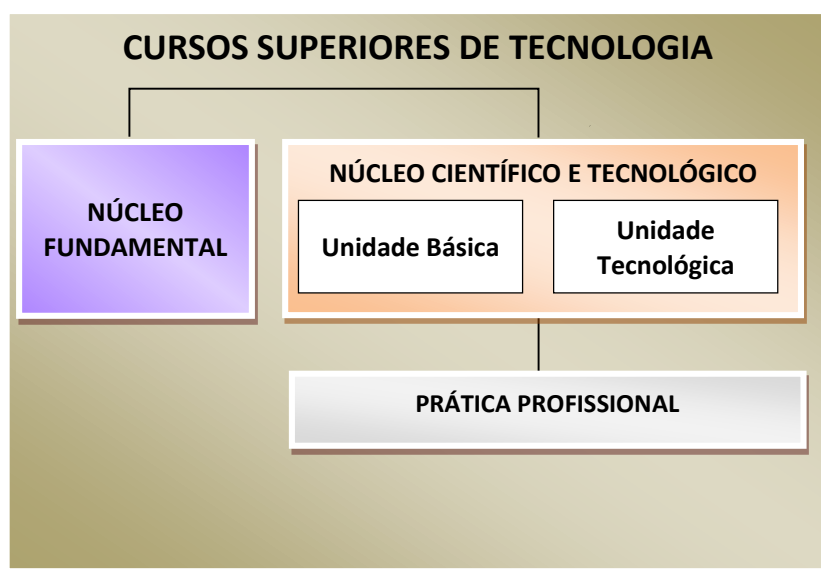 CURSOS SUPERIORES DE TECNOLOGIA
NÚCLEO
FUNDAMENTAL
NÚCLEO CIENTÍFICO E TECNOLÓGICO
Unidade Básica
Unidade
Tecnológica
PRÁTICA PROFISSIONAL